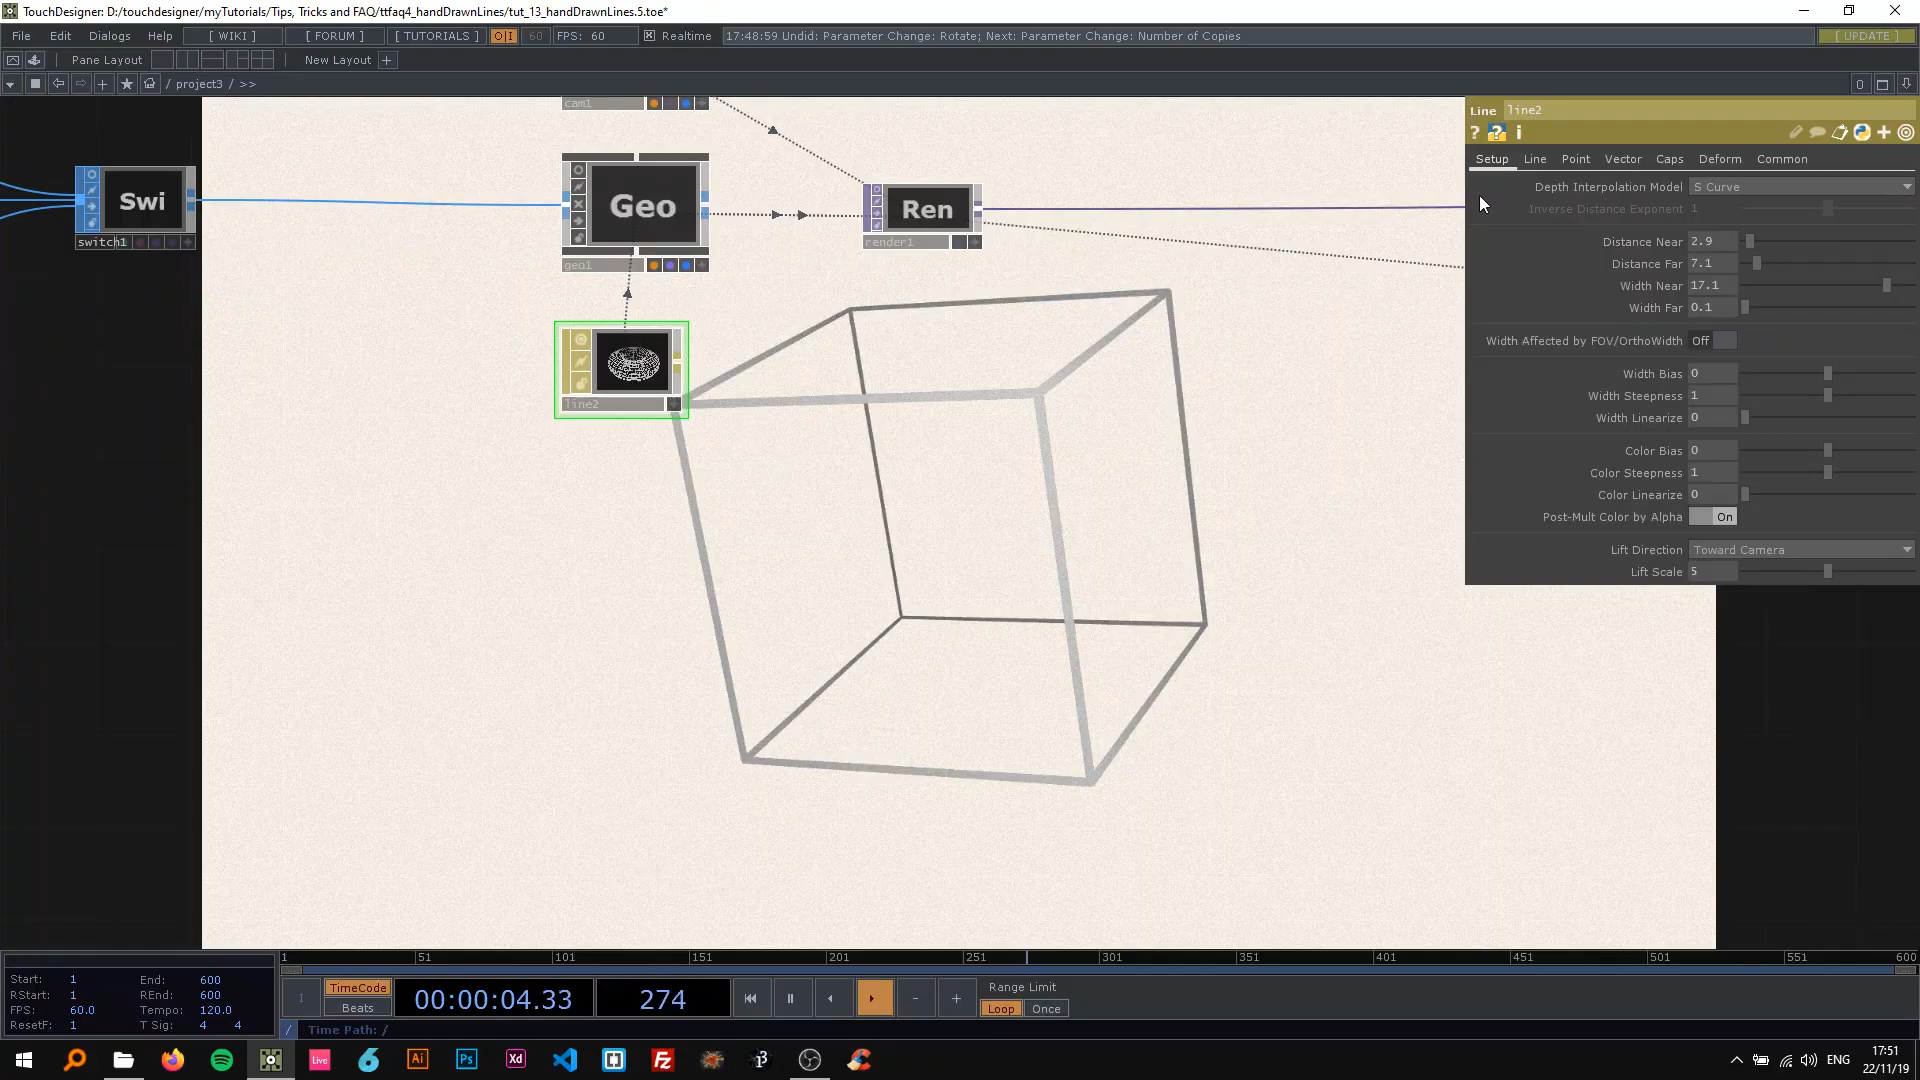 TouchDesigner: D:/touchdesigner/myTutorials/Tips, Tricks and FAQ/ttfaq4_handDrawnLines/tut_13_handDrawnLines.5.toe*
File Edit Dialogs Help [ WIKI ] [ FORUM ] [ TUTORIALS ] O|I 60 FPS: 60 Realtime 17:48:59 Undid: Parameter Change: Rotate; Next: Parameter Change: Number of Copies [ UPDATE ]
Pane Layout New Layout +
/ project3 / >> 0
cam1
Swi
switch1
Geo
geo1
Ren
render1
line2
Line line2
? ? i
Setup Line Point Vector Caps Deform Common
Depth Interpolation Model S Curve
Inverse Distance Exponent 1
Distance Near 2.9
Distance Far 7.1
Width Near 17.1
Width Far 0.1
Width Affected by FOV/OrthoWidth Off
Width Bias 0
Width Steepness 1
Width Linearize 0
Color Bias 0
Color Steepness 1
Color Linearize 0
Post-Mult Color by Alpha On
Lift Direction Toward Camera
Lift Scale 5
1 51 101 151 201 251 301 351 401 451 501 551 600
Start: 1 End: 600
RStart: 1 REnd: 600
FPS: 60.0 Tempo: 120.0
ResetF: 1 T Sig: 4 4
TimeCode
Beats
00:00:04.33 274
Range Limit
Loop Once
/ Time Path: /
Live 6 Ai Ps Xd Fz
ENG 17:51
22/11/19